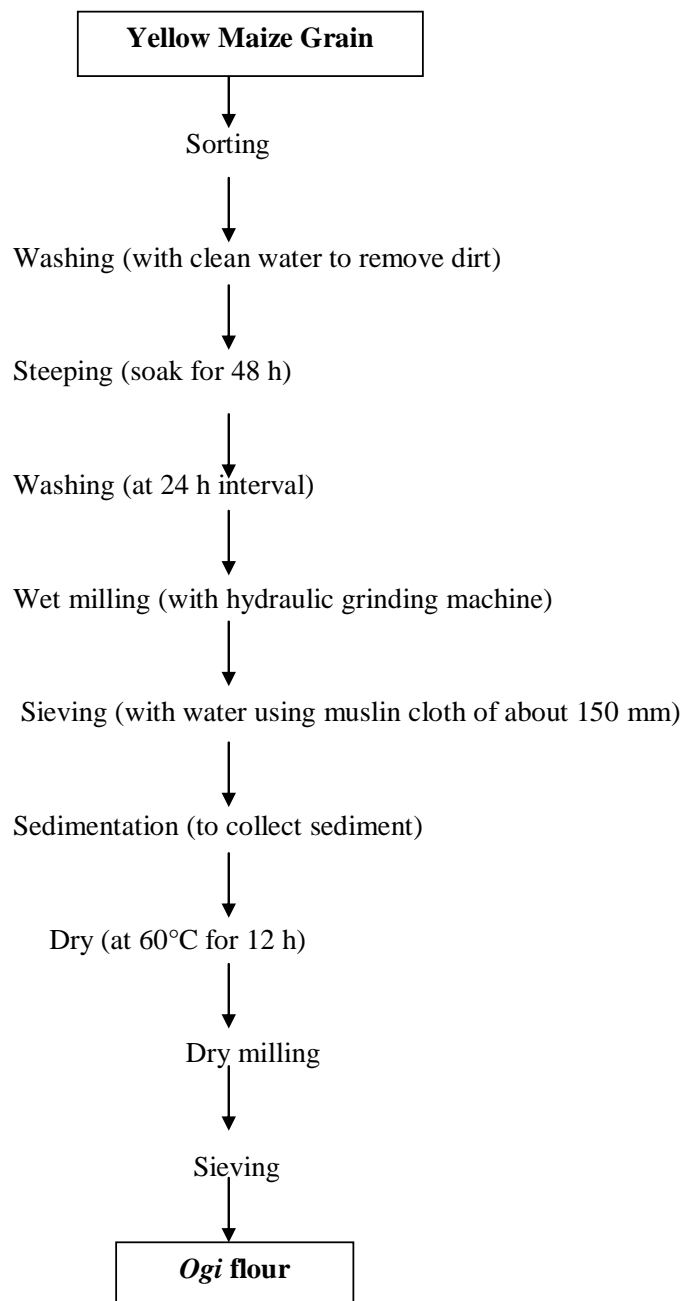 Yellow Maize Grain
Sorting
Washing (with clean water to remove dirt)
Steeping (soak for 48 h)
Washing (at 24 h interval)
Wet milling (with hydraulic grinding machine)
Sieving (with water using muslin cloth of about 150 mm)
Sedimentation (to collect sediment)
Dry (at 60°C for 12 h)
Dry milling
Sieving
Ogi flour